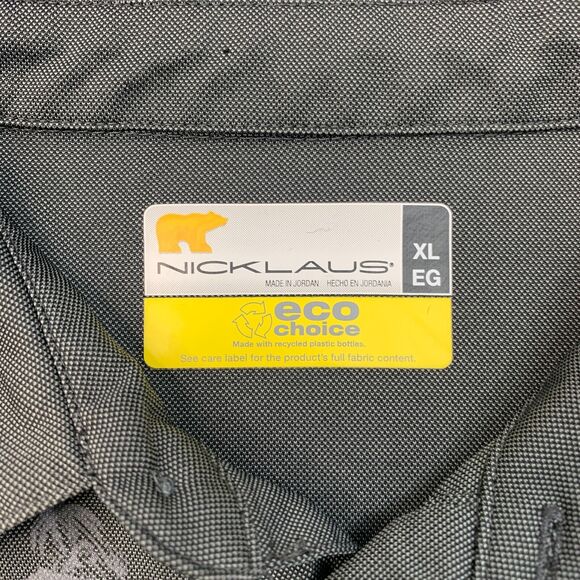 NICKLAUS®
XL
EG
MADE IN JORDAN HECHO EN JORDANIA
eco
choice
Made with recycled plastic bottles.
See care label for the product's full fabric content.